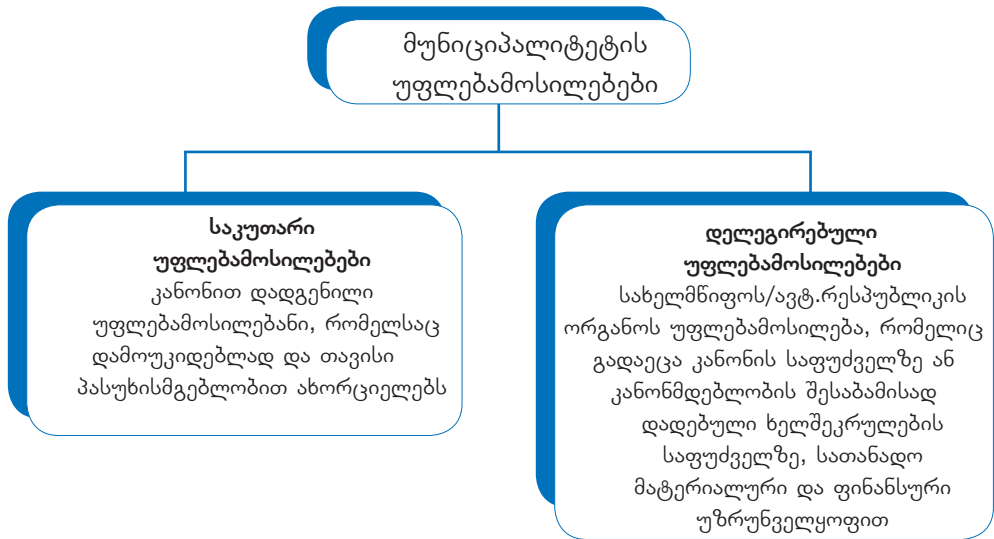 მუნიციპალიტეტის
უფლებამოსილებები
საკუთარი
უფლებამოსილებები
კანონით დადგენილი
უფლებამოსილებანი, რომელსაც
დამოუკიდებლად და თავისი
პასუხისმგებლობით ახორციელებს
დელეგირებული
უფლებამოსილებები
სახელმწიფოს/ავტ.რესპუბლიკის
ორგანოს უფლებამოსილება, რომელიც
გადაეცა კანონის საფუძველზე ან
კანონმდებლობის შესაბამისად
დადებული ხელშეკრულების
საფუძველზე, სათანადო
მატერიალური და ფინანსური
უზრუნველყოფით